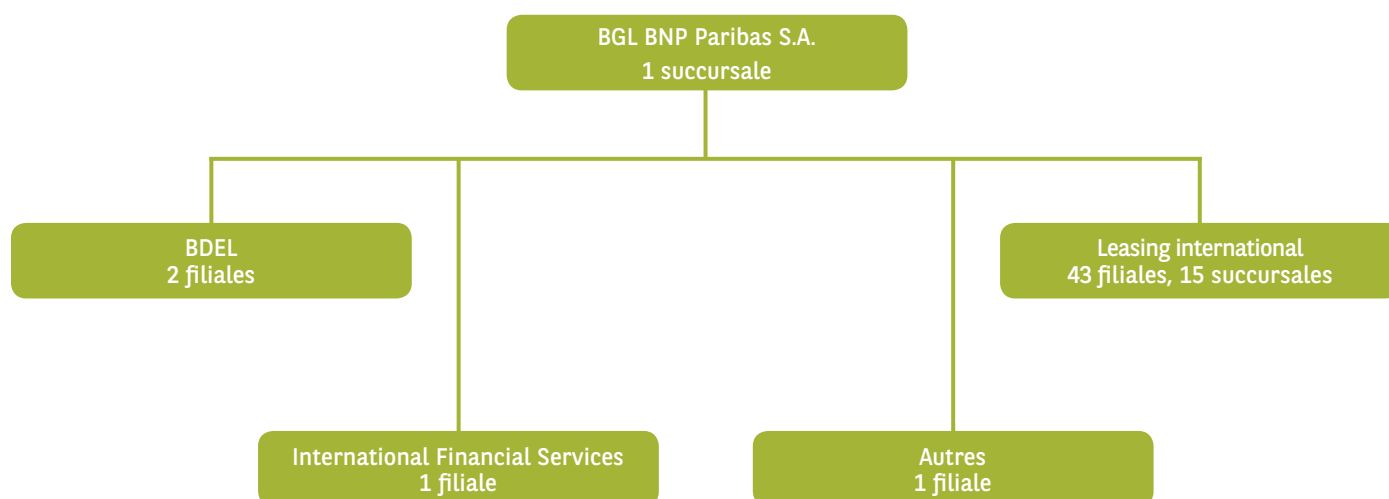 BGL BNP Paribas S.A.
1 succursale
BDEL
2 filiales
Leasing international
43 filiales, 15 succursales
International Financial Services
1 filiale
Autres
1 filiale